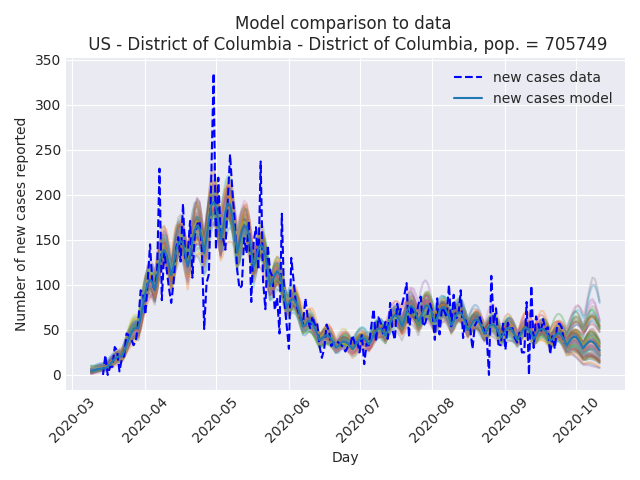 Model comparison to data
US - District of Columbia - District of Columbia, pop. = 705749
350
300
250
200
150
100
50
0
Number of new cases reported
new cases data
new cases model
2020-03
2020-04
2020-05
2020-06
2020-07
2020-08
2020-09
2020-10
Day